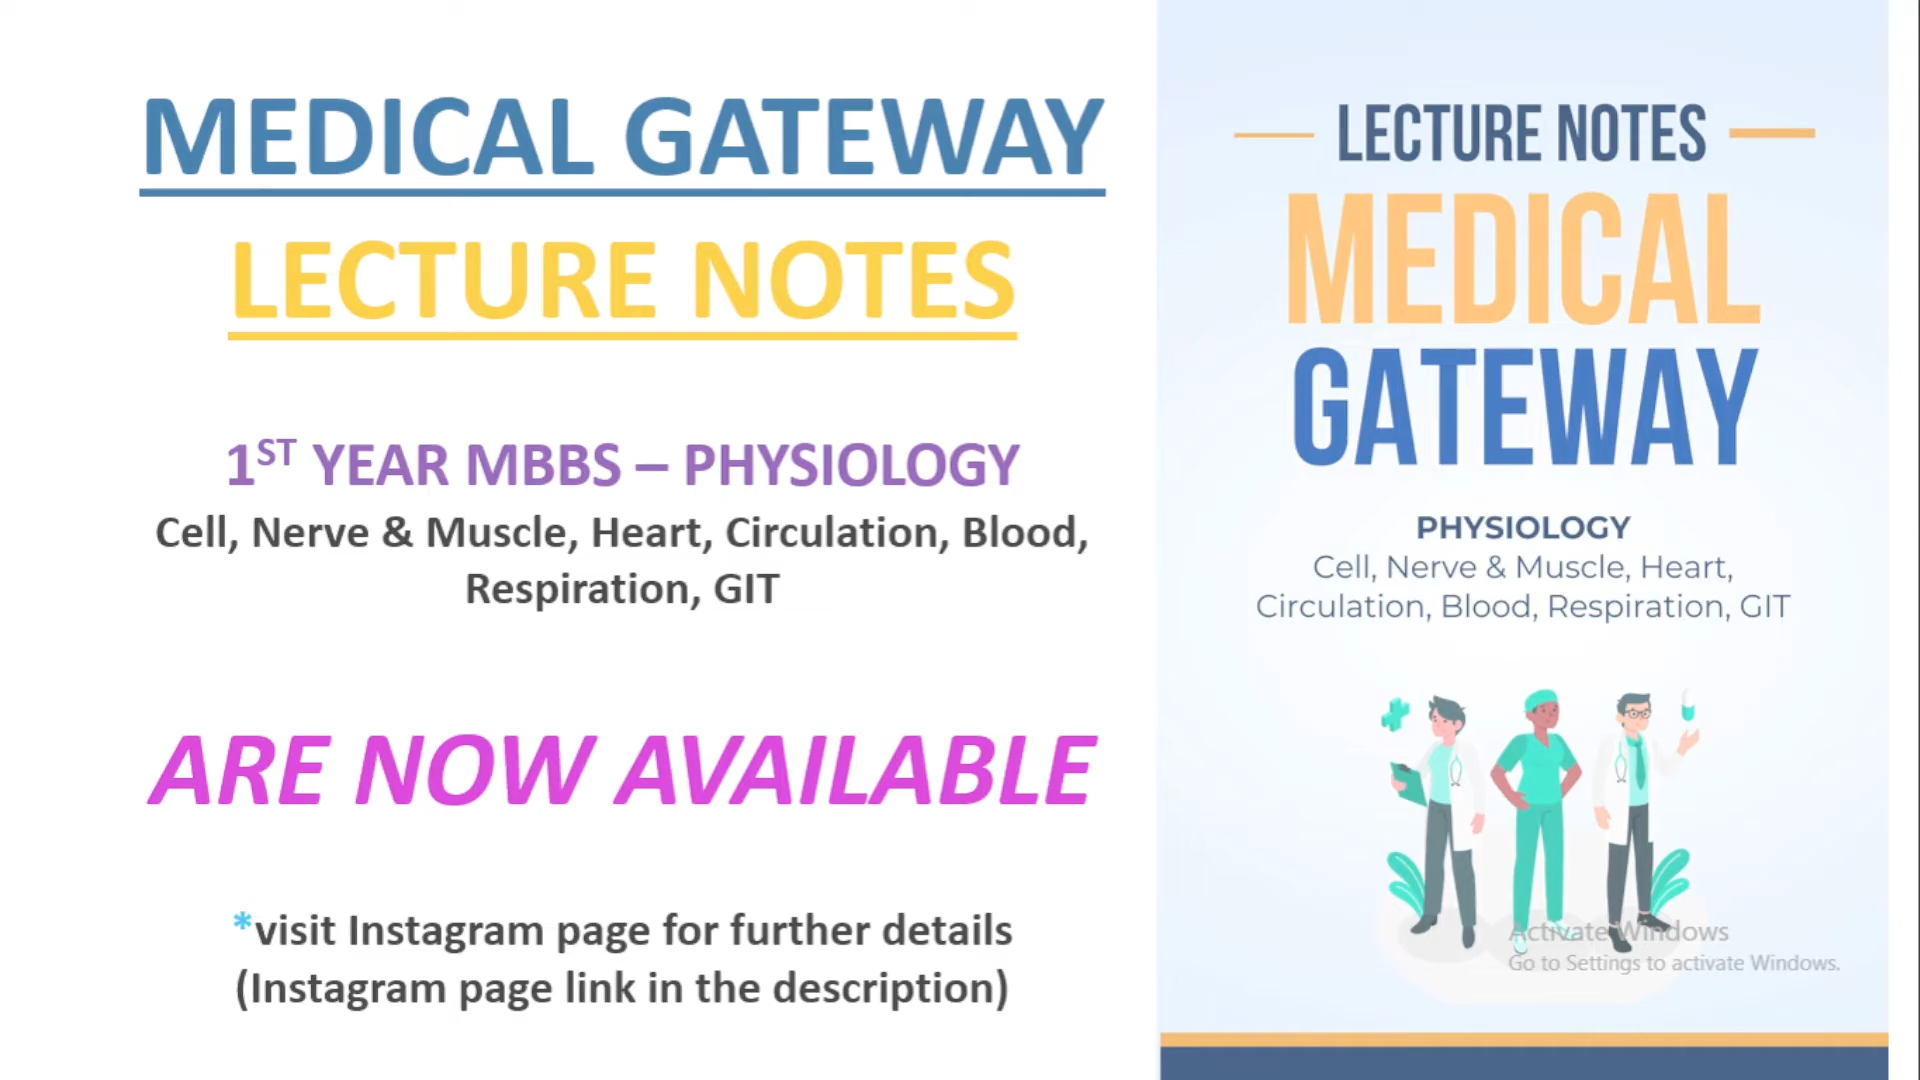 MEDICAL GATEWAY
LECTURE NOTES
1ST YEAR MBBS – PHYSIOLOGY
Cell, Nerve & Muscle, Heart, Circulation, Blood,
Respiration, GIT
ARE NOW AVAILABLE
*visit Instagram page for further details
(Instagram page link in the description)
LECTURE NOTES
MEDICAL
GATEWAY
PHYSIOLOGY
Cell, Nerve & Muscle, Heart,
Circulation, Blood, Respiration, GIT
Activate Windows
Go to Settings to activate Windows.